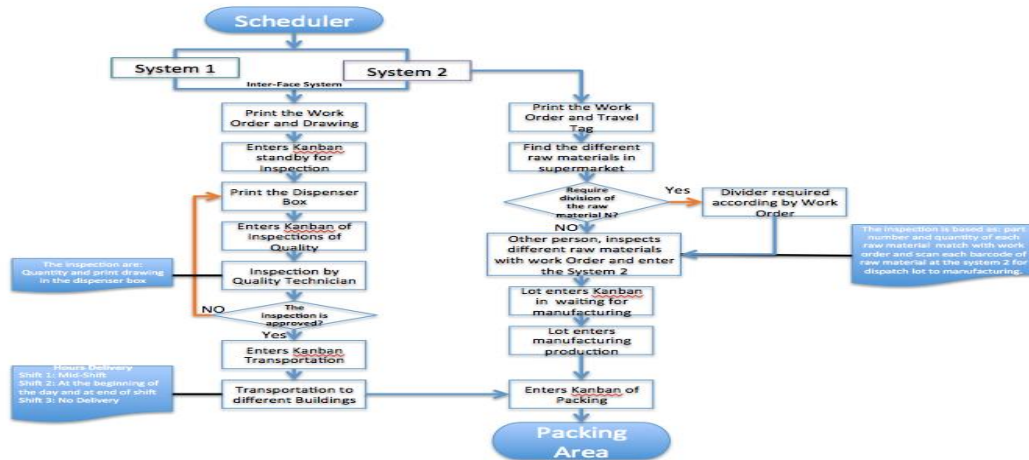 Scheduler
System 1
System 2
Inter-Face System
Print the Work
Order and Drawing
Enters Kanban
standby for
Inspection
Print the Dispenser
Box
Enters Kanban of
Inspections of
Quality
The inspection are:
Quantity and print drawing
in the dispenser box
Inspection by
Quality Technician
NO
The
inspection is
approved?
Yes
Enters Kanban
Transportation
Hours Delivery
Shift 1: Mid-Shift
Shift 2: At the beginning of
the day and at end of shift
Shift 3: No Delivery
Transportation to
different Buildings
Print the Work
Order and Travel
Tag
Find the different
raw materials in
supermarket
Require
division of
the raw
material N?
Yes
Divider required
according by Work
Order
NO
Other person, inspects
different raw materials
with work Order and enter
the System 2
The inspection is based as: part
number and quantity of each
raw material match with work
order and scan each barcode of
raw material at the system 2 for
dispatch lot to manufacturing.
Lot enters Kanban
in waiting for
manufacturing
Lot enters
manufacturing
production
Enters Kanban of
Packing
Packing
Area